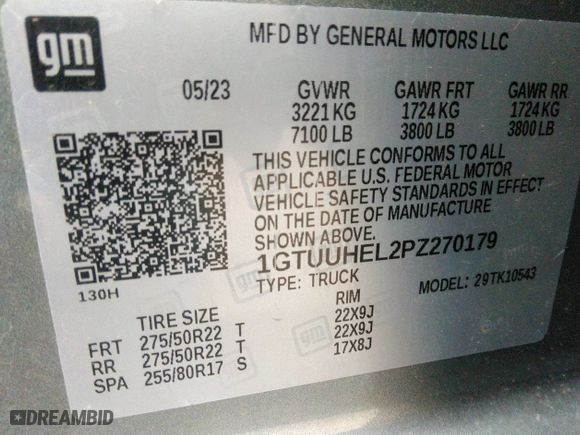 gm
MFD BY GENERAL MOTORS LLC
05/23 GVWR GAWR FRT GAWR RR
3221 KG 1724 KG 1724 KG
7100 LB 3800 LB 3800 LB
THIS VEHICLE CONFORMS TO ALL
APPLICABLE U.S. FEDERAL MOTOR
VEHICLE SAFETY STANDARDS IN EFFECT
ON THE DATE OF MANUFACTURE
SHOWN ABOVE.
1GTUUHEL2PZ270179
130H TYPE: TRUCK MODEL: 29TK10543
TIRE SIZE RIM
FRT 275/50R22 T 22X9J
RR 275/50R22 T 22X9J
SPA 255/80R17 S 17X8J
DREAMBID